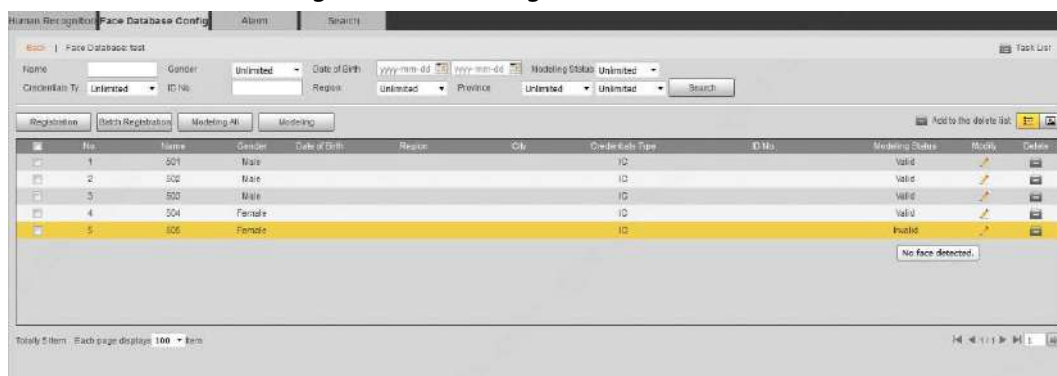 Human Recognition Face Database Config Alarm Search
Back | Face Database: test Task List
Name Gender Unlimited Date of Birth yyyy-mm-dd yyyy-mm-dd Modeling Status Unlimited
Credentials Ty Unlimited ID No. Region Unlimited Province Unlimited Unlimited Search
Registration Batch Registration Modeling All Modeling Add to the delete list
No. Name Gender Date of Birth Region City Credentials Type ID No. Modeling Status Modify Delete
1 501 Male ID Valid
2 502 Male ID Valid
3 503 Male ID Valid
4 504 Female ID Valid
5 505 Female ID Invalid
No face detected.
Totally 5 item Each page displays 100 item 1/1 1